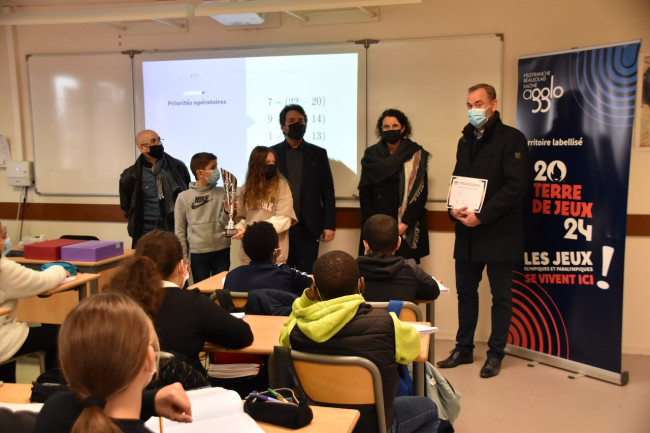 Priorités opératoires
7 ÷ (22 − 20)
14)
13)
VILLEFRANCHE
BEAUJOLAIS
SAÔNE
agglo
Territoire labellisé
20
TERRE
DE JEUX
24
LES JEUX
OLYMPIQUES ET PARALYMPIQUES
SE VIVENT ICI
!
NIKE